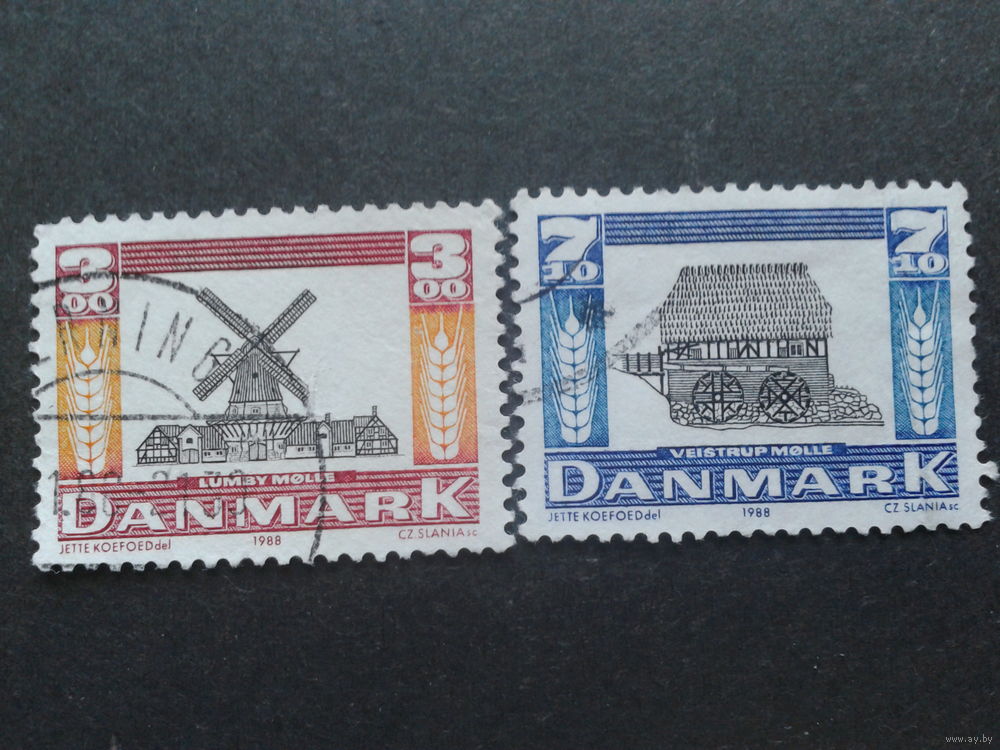 3 00
3 00
LUMBY MØLLE
DANMARK
JETTE KOEFOED del 1988 CZ. SLANIA sc
7 10
7 10
VEJSTRUP MØLLE
DANMARK
JETTE KOEFOED del 1988 CZ. SLANIA sc
www.ay.by